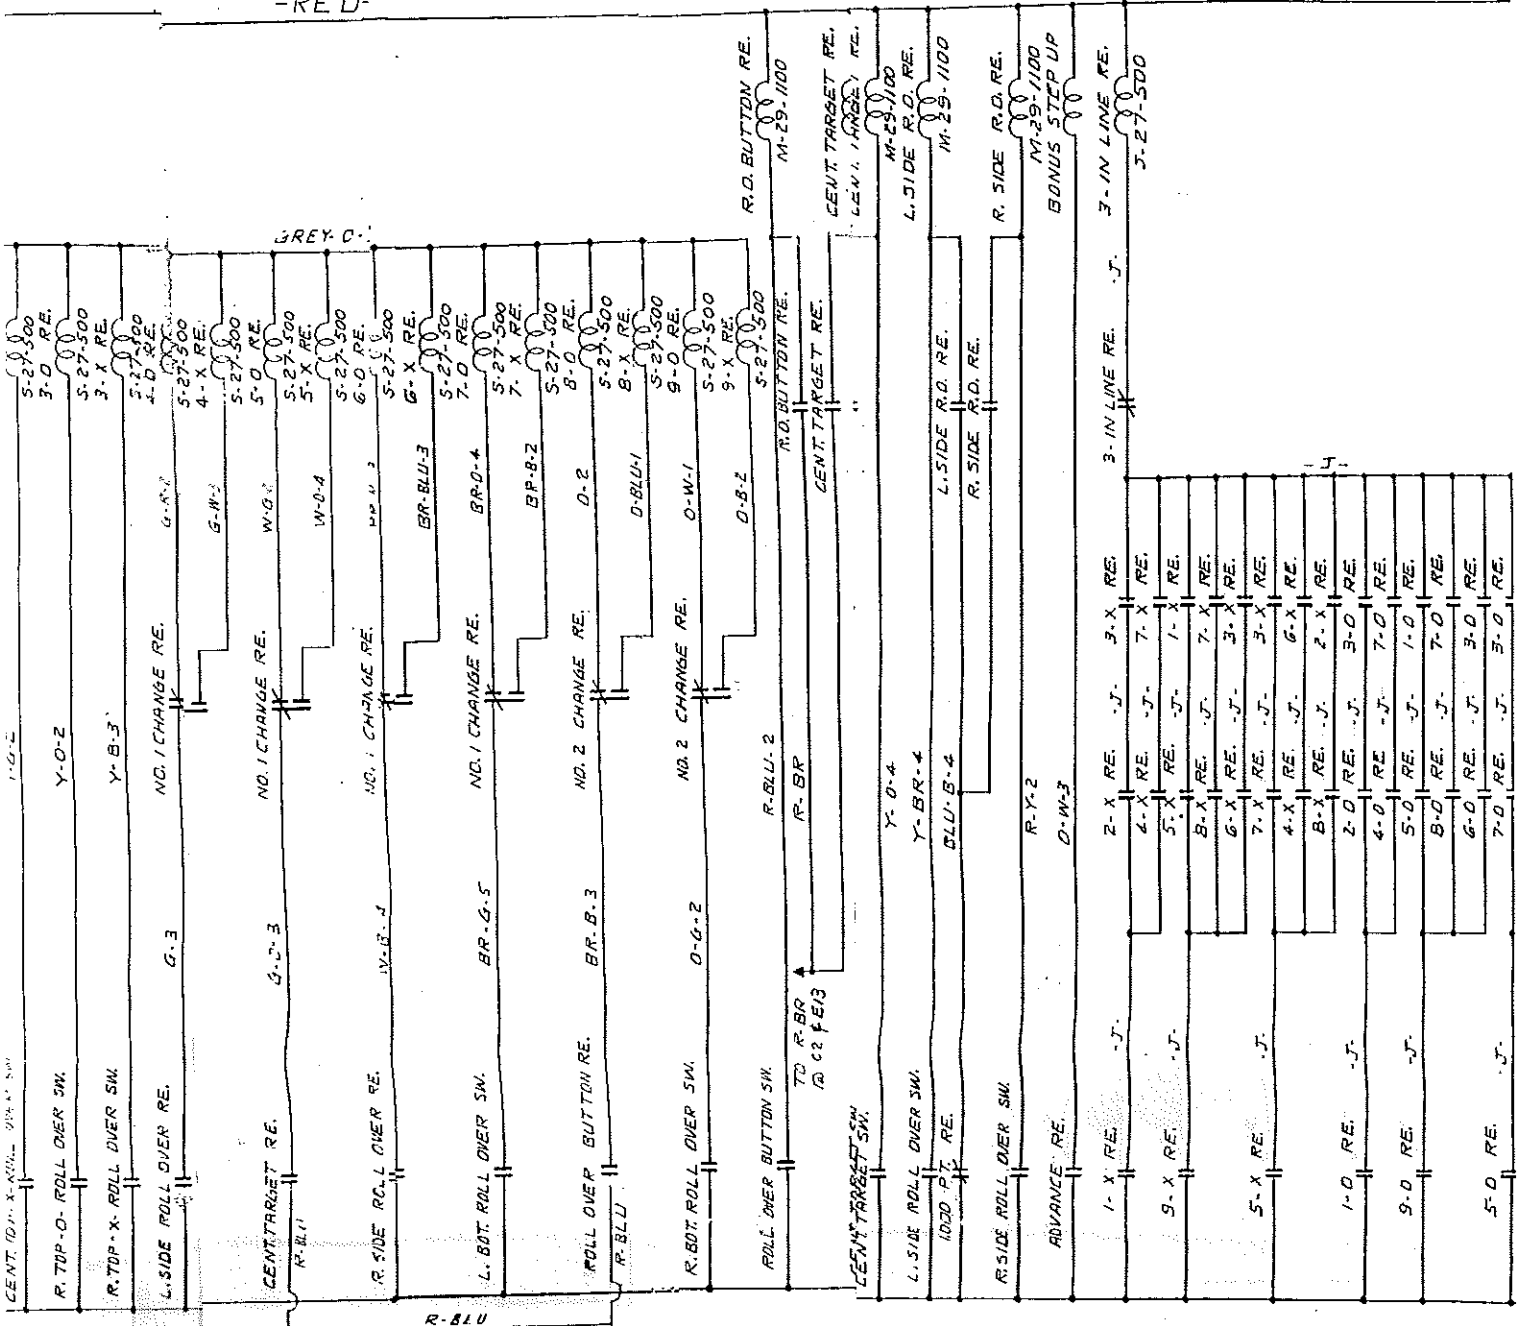 -RED-
R.O. BUTTON RE.
M-29-1100
CENT. TARGET RE.
M-29-1100
L. SIDE R.O. RE.
M-29-1100
R. SIDE R.O. RE.
M-29-1100
BONUS STEP UP
3-IN LINE RE.
S-27-500
GREY-O-
S-27-500
3-O RE.
S-27-500
3-X RE.
S-27-500
4-O RE.
S-27-500
4-X RE.
S-27-500
5-O RE.
S-27-500
5-X RE.
S-27-500
6-O RE.
S-27-500
6-X RE.
S-27-500
7-O RE.
S-27-500
7-X RE.
S-27-500
8-O RE.
S-27-500
8-X RE.
S-27-500
9-O RE.
S-27-500
9-X RE.
S-27-500
R.O. BUTTON RE.
CENT. TARGET RE.
L. SIDE R.O. RE.
R. SIDE R.O. RE.
3-IN LINE RE.
-J-
-J-
G-W-
W-G-2
W-O-4
BR-BLU-3
BR-O-4
BR-B-2
O-2
O-BLU-1
O-W-1
O-B-2
Y-O-2
Y-B-3
NO. 1 CHANGE RE.
NO. 1 CHANGE RE.
NO. 1 CHANGE RE.
NO. 1 CHANGE RE.
NO. 2 CHANGE RE.
NO. 2 CHANGE RE.
R-BLU-2
R-BR
Y-O-4
Y-BR-4
BLU-B-4
R-Y-2
O-W-3
2-X RE. -J- 3-X RE.
4-X RE. -J- 7-X RE.
5-X RE. -J- 1-X RE.
8-X RE. -J- 7-X RE.
6-X RE. -J- 3-X RE.
7-X RE. -J- 3-X RE.
4-X RE. -J- 6-X RE.
8-X RE. -J- 2-X RE.
2-O RE. -J- 3-O RE.
4-O RE -J- 7-O RE.
5-O RE. -J- 1-O RE.
8-O RE. -J- 7-O RE.
6-O RE. -J- 3-O RE.
7-O RE. -J- 3-O RE.
G-3
BR-G-5
BR-B-3
O-G-2
TO R-BR
@ C2 & E13
R. TOP-O-ROLL OVER SW.
R. TOP-X-ROLL OVER SW.
L. SIDE ROLL OVER RE.
CENT. TARGET RE.
R-BLU
R. SIDE ROLL OVER RE.
L. BOT. ROLL OVER SW.
ROLL OVER BUTTON RE.
R-BLU
R. BOT. ROLL OVER SW.
ROLL OVER BUTTON SW.
CENT TARGET SW.
L. SIDE ROLL OVER SW.
1000 PT. RE.
R. SIDE ROLL OVER SW.
ADVANCE RE.
1-X RE. -J-
9-X RE. -J-
5-X RE. -J-
1-O RE. -J-
9-O RE. -J-
5-O RE. -J-
R-BLU